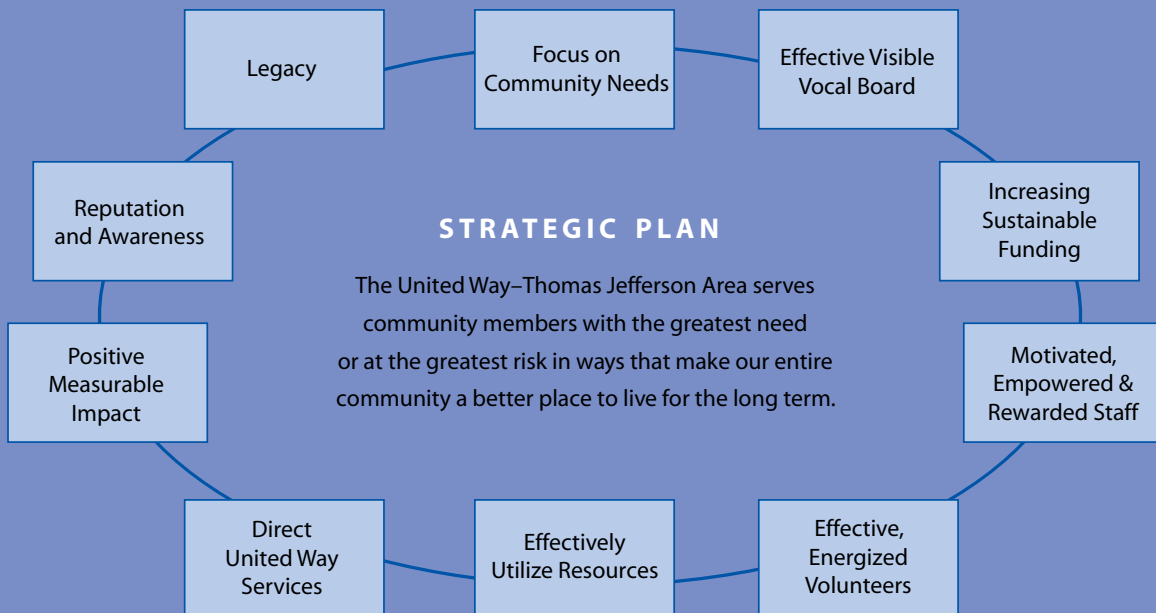 Legacy
Focus on
Community Needs
Effective Visible
Vocal Board
Reputation
and Awareness
Increasing
Sustainable
Funding
STRATEGIC PLAN
The United Way–Thomas Jefferson Area serves
community members with the greatest need
or at the greatest risk in ways that make our entire
community a better place to live for the long term.
Positive
Measurable
Impact
Motivated,
Empowered &
Rewarded Staff
Direct
United Way
Services
Effectively
Utilize Resources
Effective,
Energized
Volunteers